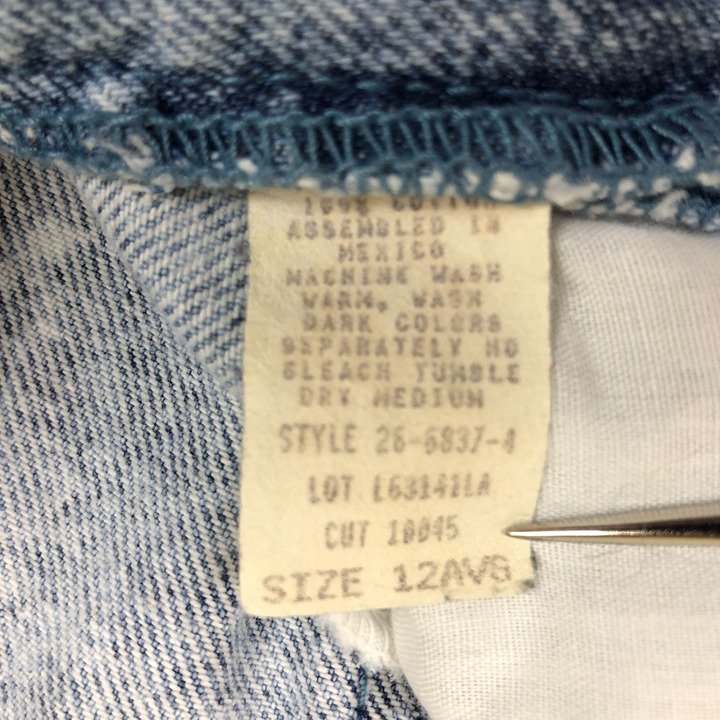 100% COTTON
ASSEMBLED IN
MEXICO
MACHINE WASH
WARM, WASH
DARK COLORS
SEPARATELY NO
BLEACH TUMBLE
DRY MEDIUM
STYLE 26-6837-4
LOT
CUT 10045
SIZE 12AVG